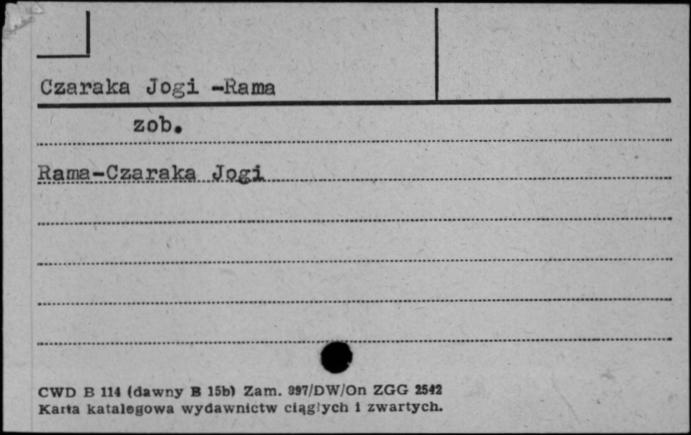 Czaraka Jogi -Rama
zob.
Rama-Czaraka Jogi
CWD B 114 (dawny B 15b) Zam. 997/DW/On ZGG 2542
Karta katalogowa wydawnictw ciągłych i zwartych.